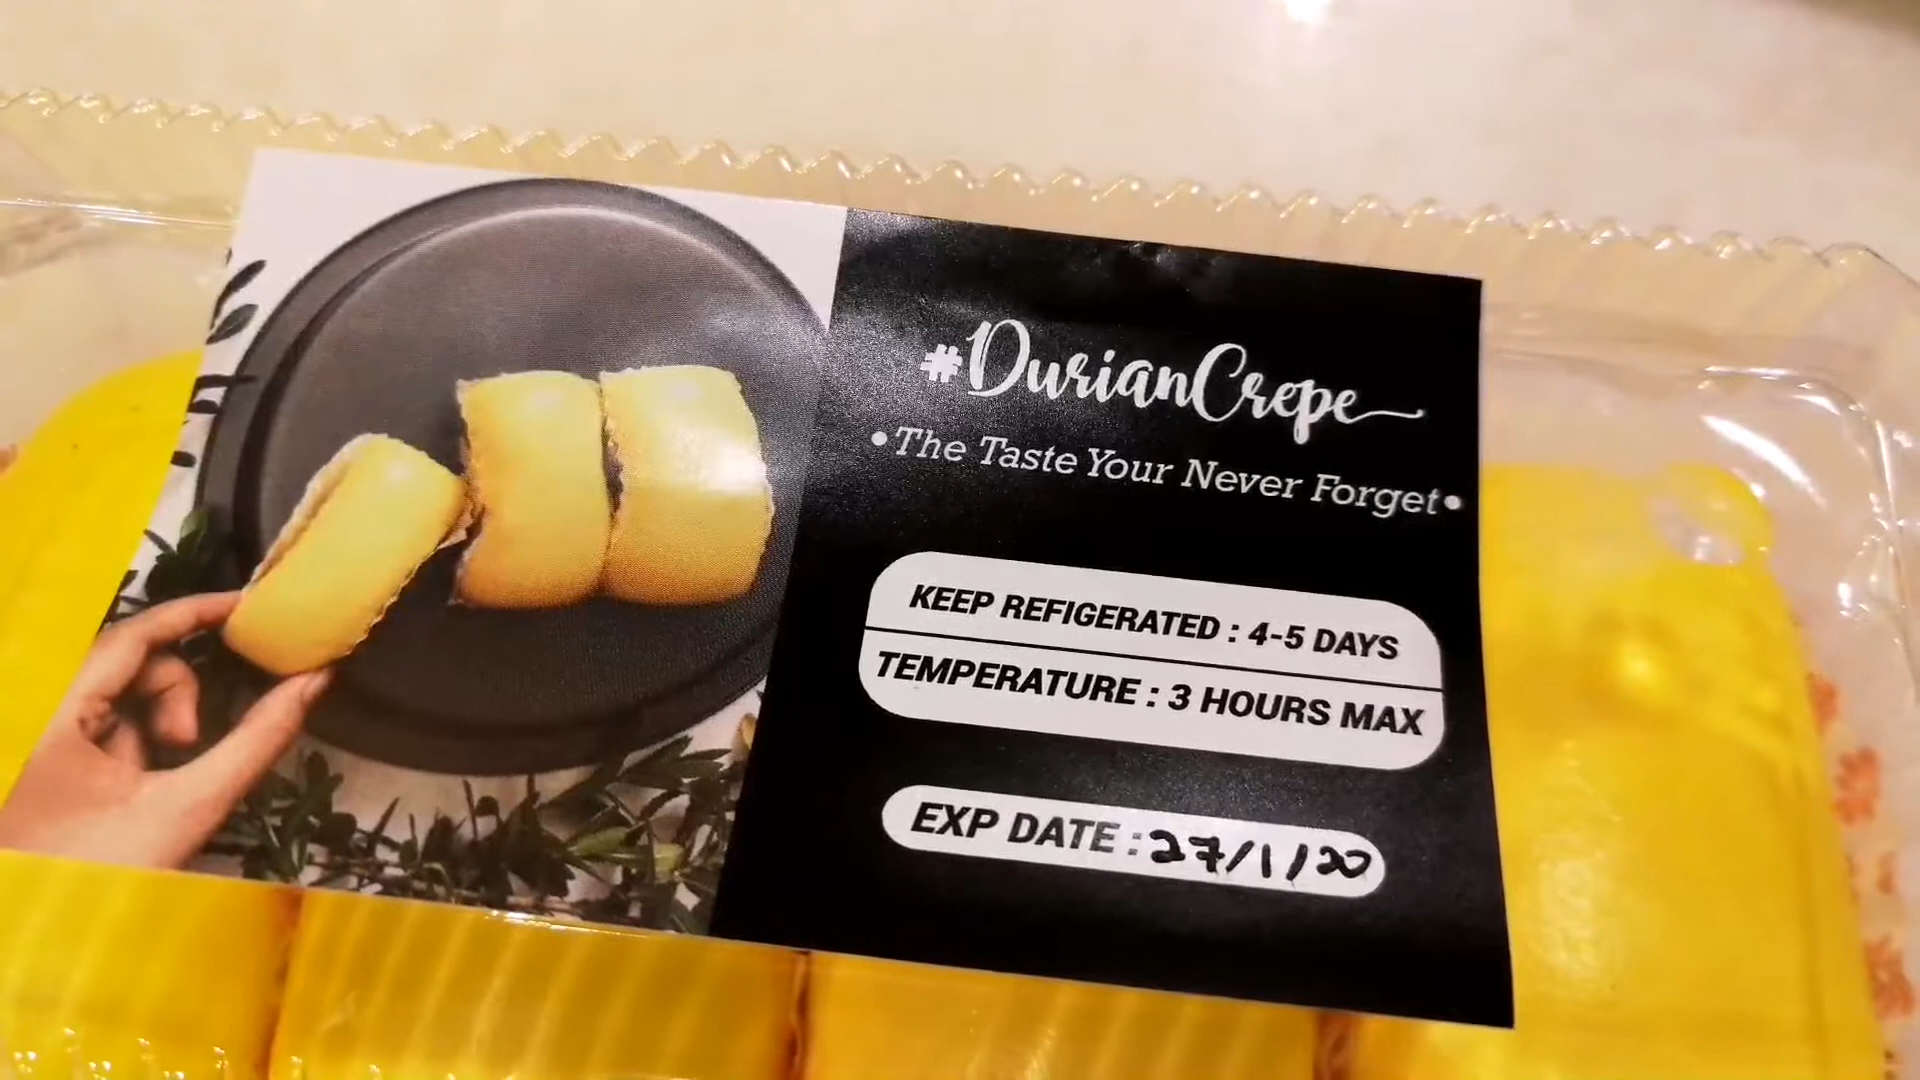 #DurianCrepe
•The Taste Your Never Forget•
KEEP REFIGERATED : 4-5 DAYS
TEMPERATURE : 3 HOURS MAX
EXP DATE : 27/1/20